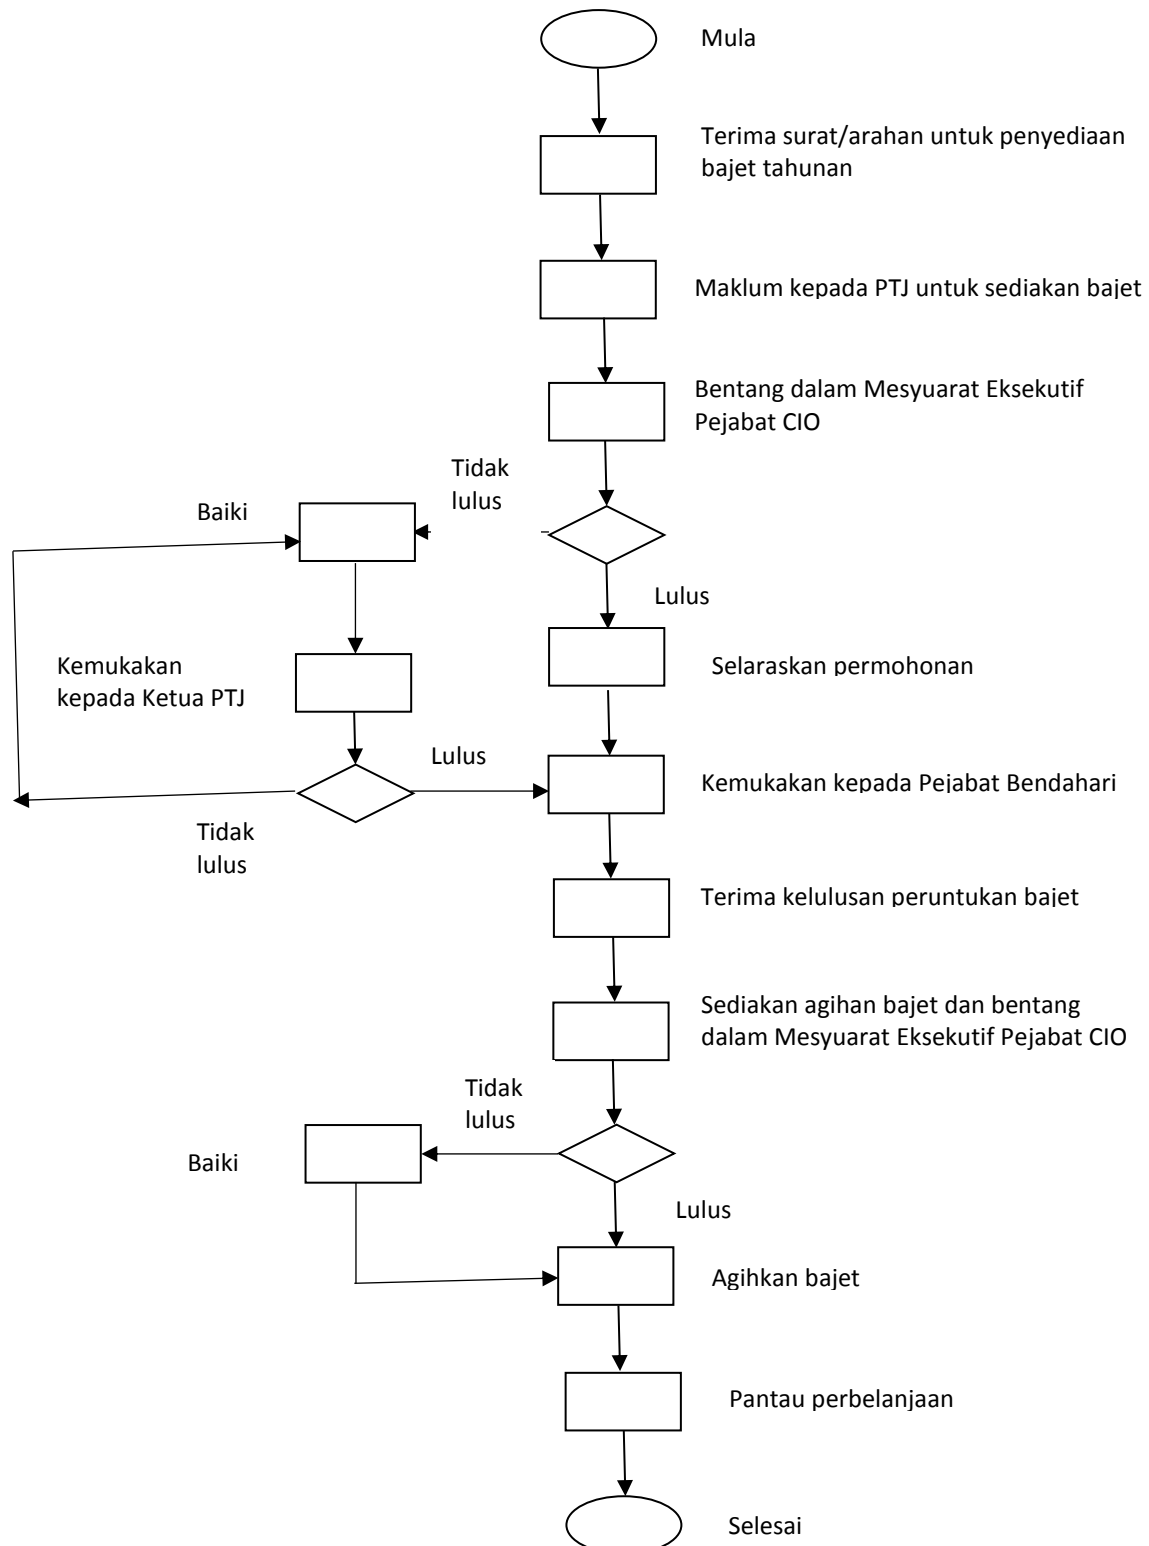 Mula
Terima surat/arahan untuk penyediaan
bajet tahunan
Maklum kepada PTJ untuk sediakan bajet
Bentang dalam Mesyuarat Eksekutif
Pejabat CIO
Tidak
lulus
Baiki
Lulus
Kemukakan
kepada Ketua PTJ
Selaraskan permohonan
Lulus
Kemukakan kepada Pejabat Bendahari
Tidak
lulus
Terima kelulusan peruntukan bajet
Sediakan agihan bajet dan bentang
dalam Mesyuarat Eksekutif Pejabat CIO
Tidak
lulus
Baiki
Lulus
Agihkan bajet
Pantau perbelanjaan
Selesai